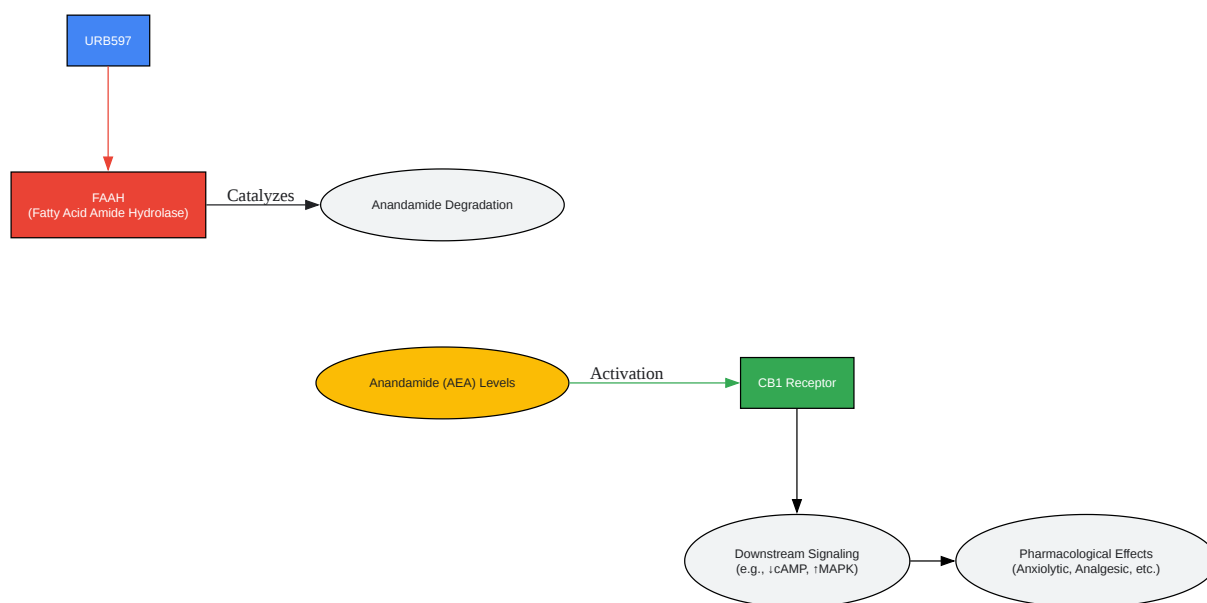 URB597
FAAH
(Fatty Acid Amide Hydrolase)
Catalyzes
Anandamide Degradation
Anandamide (AEA) Levels
Activation
CB1 Receptor
Downstream Signaling
(e.g., ↓cAMP, ↑MAPK)
Pharmacological Effects
(Anxiolytic, Analgesic, etc.)